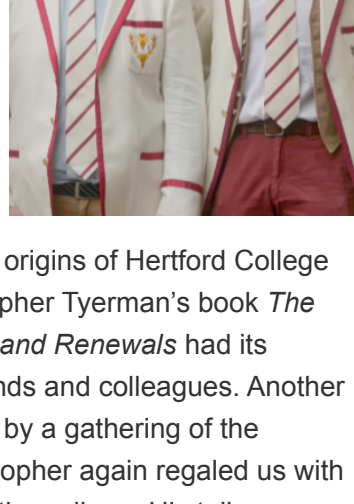 origins of Hertford College
pher Tyerman's book The
and Renewals had its
nds and colleagues. Another
by a gathering of the
opher again regaled us with